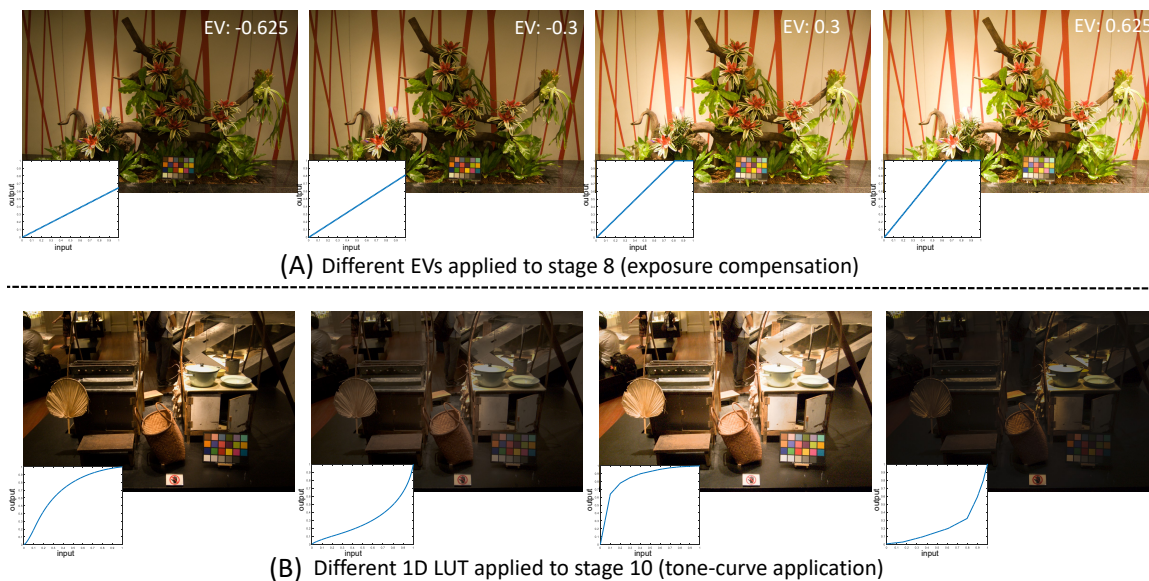 EV: -0.625
EV: -0.3
EV: 0.3
EV: 0.625
output
input
output
input
output
input
output
input
(A) Different EVs applied to stage 8 (exposure compensation)
output
input
output
input
output
input
output
input
(B) Different 1D LUT applied to stage 10 (tone-curve application)